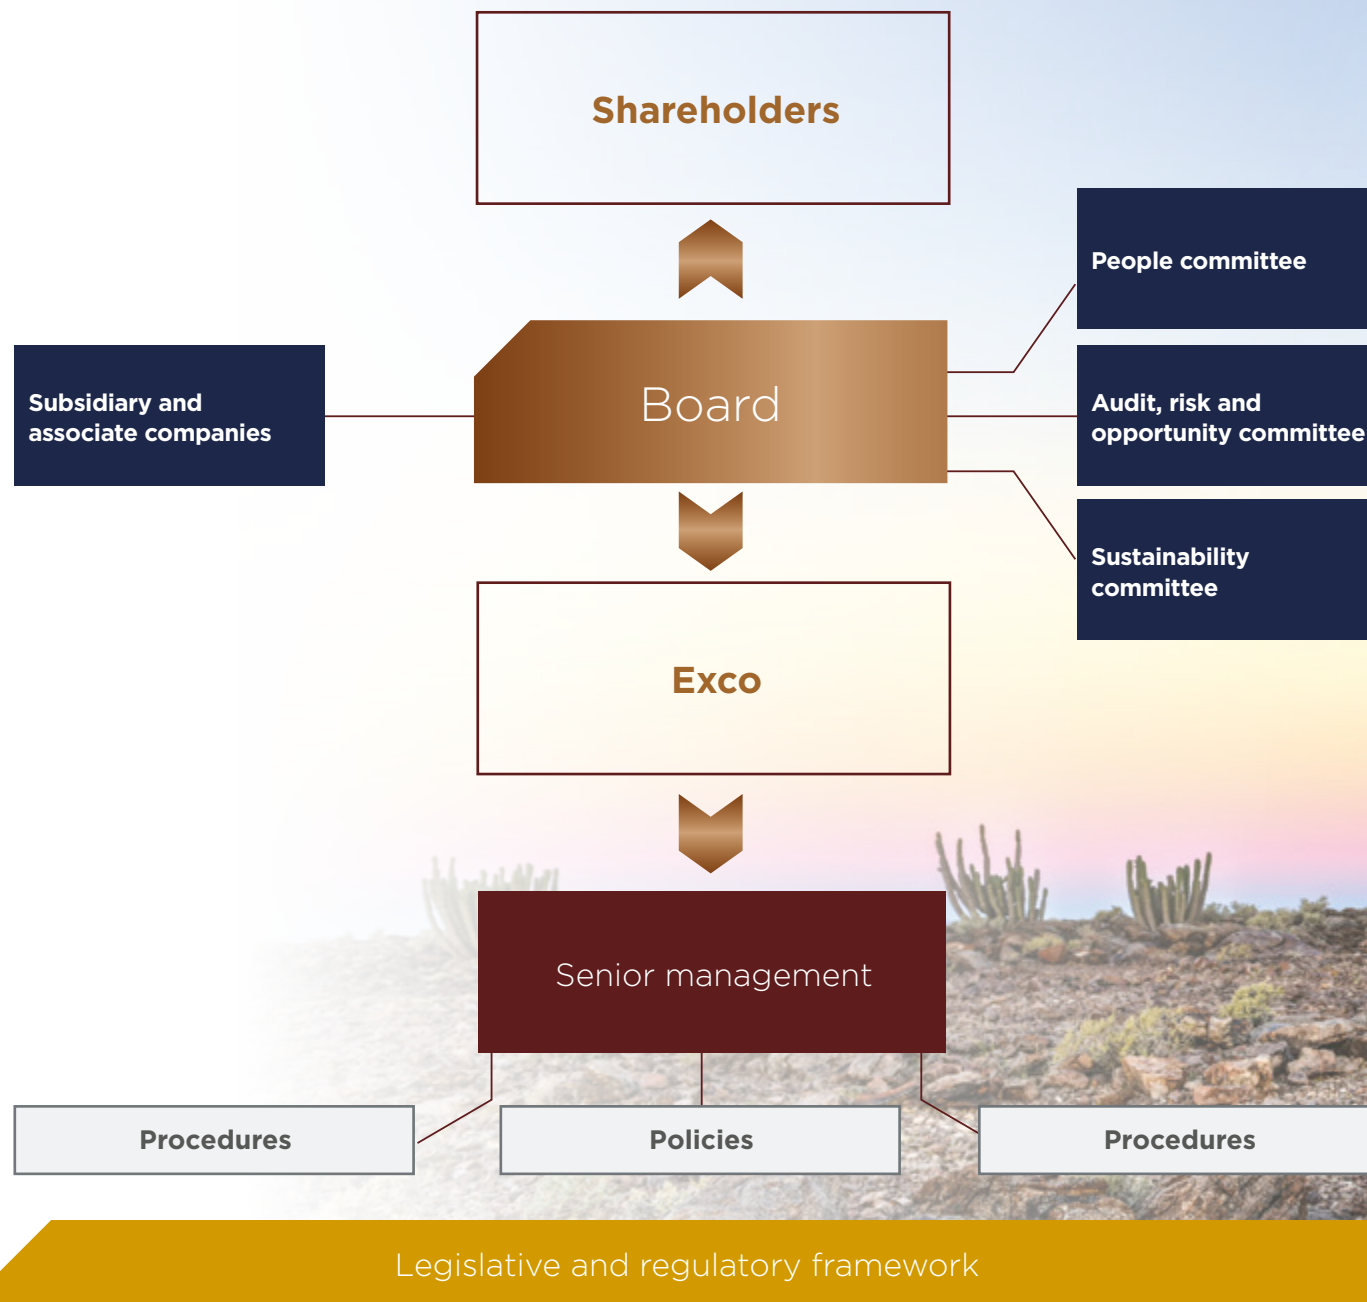 Shareholders
People committee
Subsidiary and
associate companies
Board
Audit, risk and
opportunity committee
Sustainability
committee
Exco
Senior management
Procedures
Policies
Procedures
Legislative and regulatory framework